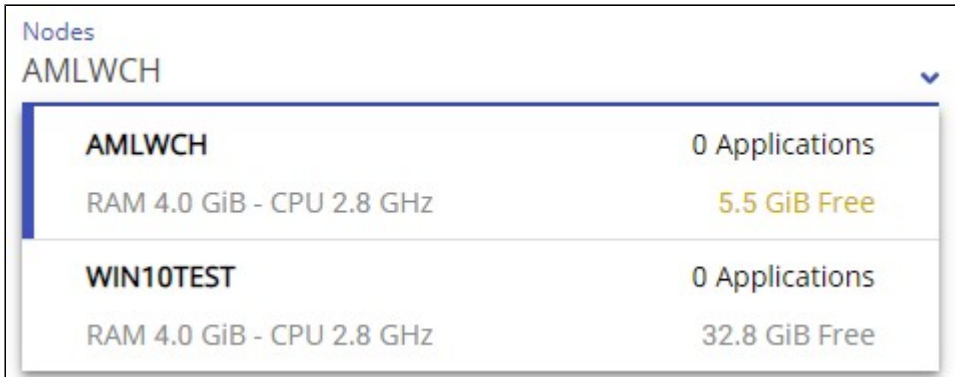 Nodes
AMLWCH
AMLWCH 0 Applications
RAM 4.0 GiB - CPU 2.8 GHz 5.5 GiB Free
WIN10TEST 0 Applications
RAM 4.0 GiB - CPU 2.8 GHz 32.8 GiB Free